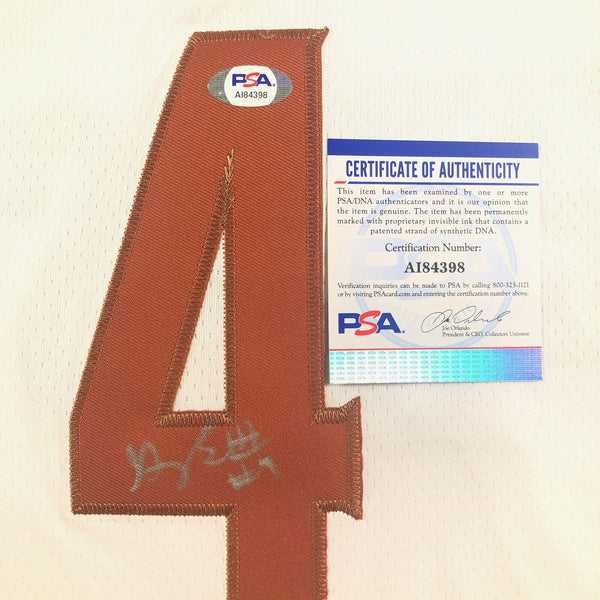 4
PSA
AI84398
CERTIFICATE OF AUTHENTICITY
This item has been examined by one or more
PSA/DNA authenticators and it is our opinion that
the item is genuine. The item has been permanently
marked with proprietary invisible ink that contains a
patented strand of synthetic DNA.
Certification Number:
AI84398
Verification inquiries can be made to PSA by calling 800-325-1121
or by visiting PSAcard.com and entering the certification number above.
PSA
Joe Orlando
President & CEO, Collectors Universe